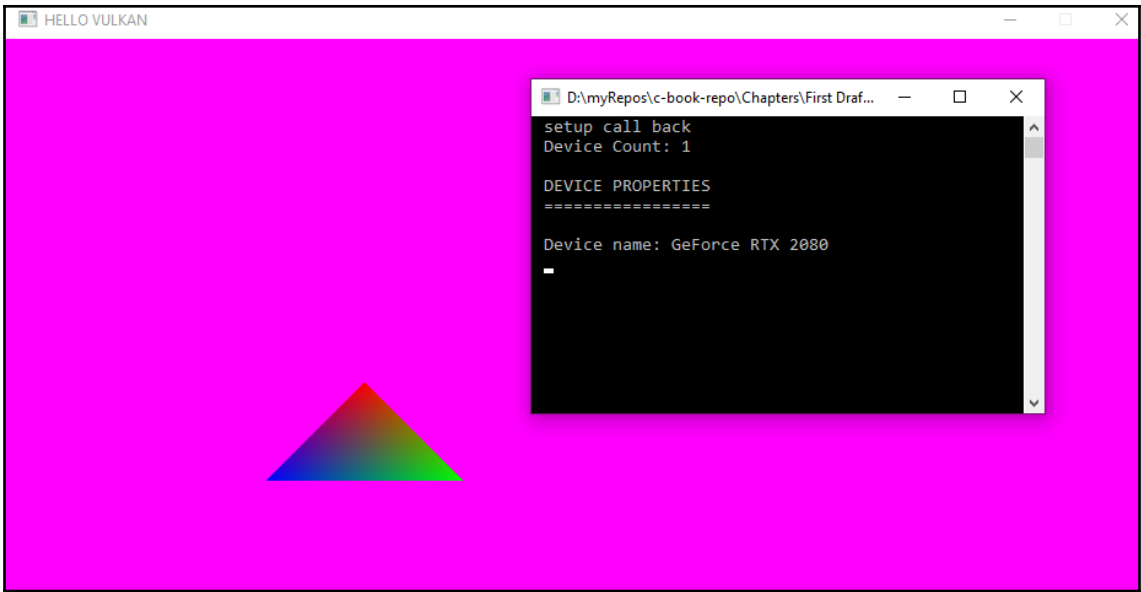 HELLO VULKAN
D:\myRepos\c-book-repo\Chapters\First Draf...
setup call back
Device Count: 1
DEVICE PROPERTIES
=================
Device name: GeForce RTX 2080